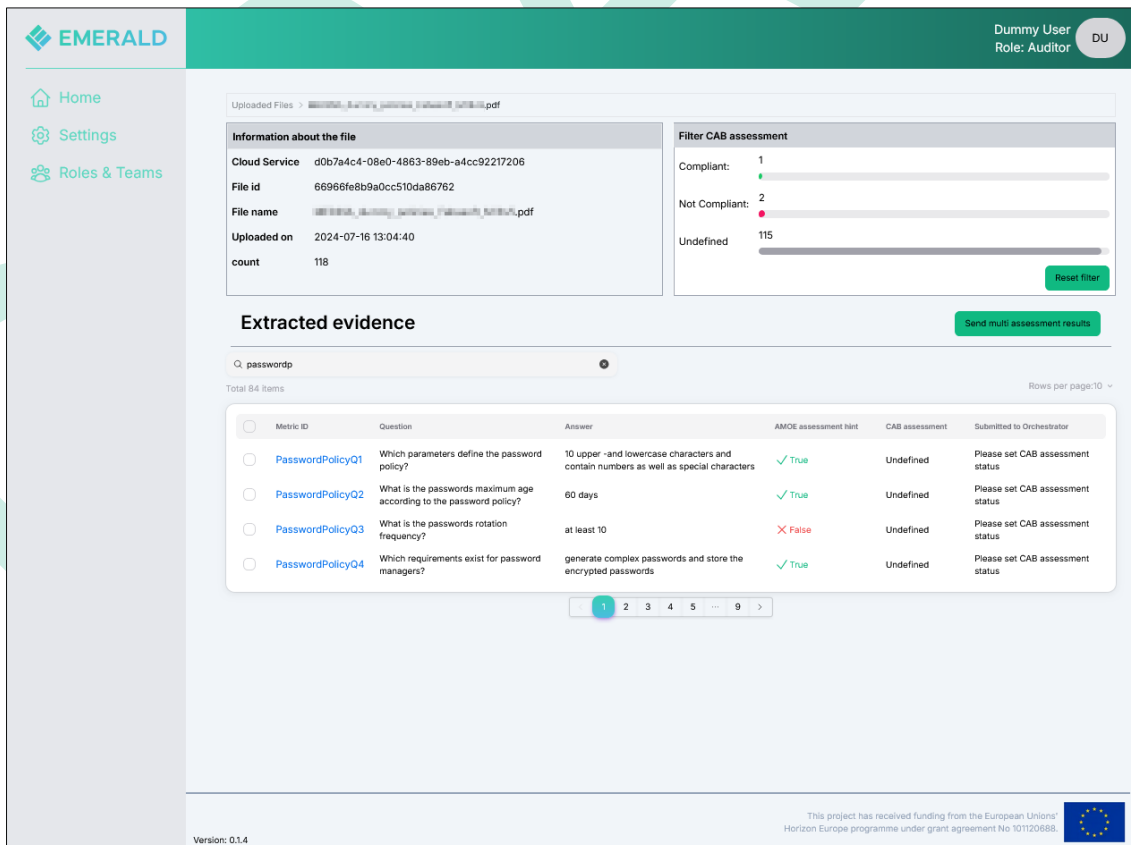 EMERALD
Dummy User
Role: Auditor
DU
Home
Settings
Roles & Teams
Uploaded Files > .pdf
Information about the file
Cloud Service d0b7a4c4-08e0-4863-89eb-a4cc92217206
File id 66966fe8b9a0cc510da86762
File name .pdf
Uploaded on 2024-07-16 13:04:40
count 118
Filter CAB assessment
Compliant: 1
Not Compliant: 2
Undefined 115
Reset filter
Extracted evidence
Send multi assessment results
passwordp
Total 84 items
Rows per page:10
Metric ID Question Answer AMOE assessment hint CAB assessment Submitted to Orchestrator
PasswordPolicyQ1 Which parameters define the password policy? 10 upper -and lowercase characters and contain numbers as well as special characters True Undefined Please set CAB assessment status
PasswordPolicyQ2 What is the passwords maximum age according to the password policy? 60 days True Undefined Please set CAB assessment status
PasswordPolicyQ3 What is the passwords rotation frequency? at least 10 False Undefined Please set CAB assessment status
PasswordPolicyQ4 Which requirements exist for password managers? generate complex passwords and store the encrypted passwords True Undefined Please set CAB assessment status
< 1 2 3 4 5 ··· 9 >
This project has received funding from the European Unions'
Horizon Europe programme under grant agreement No 101120688.
Version: 0.1.4